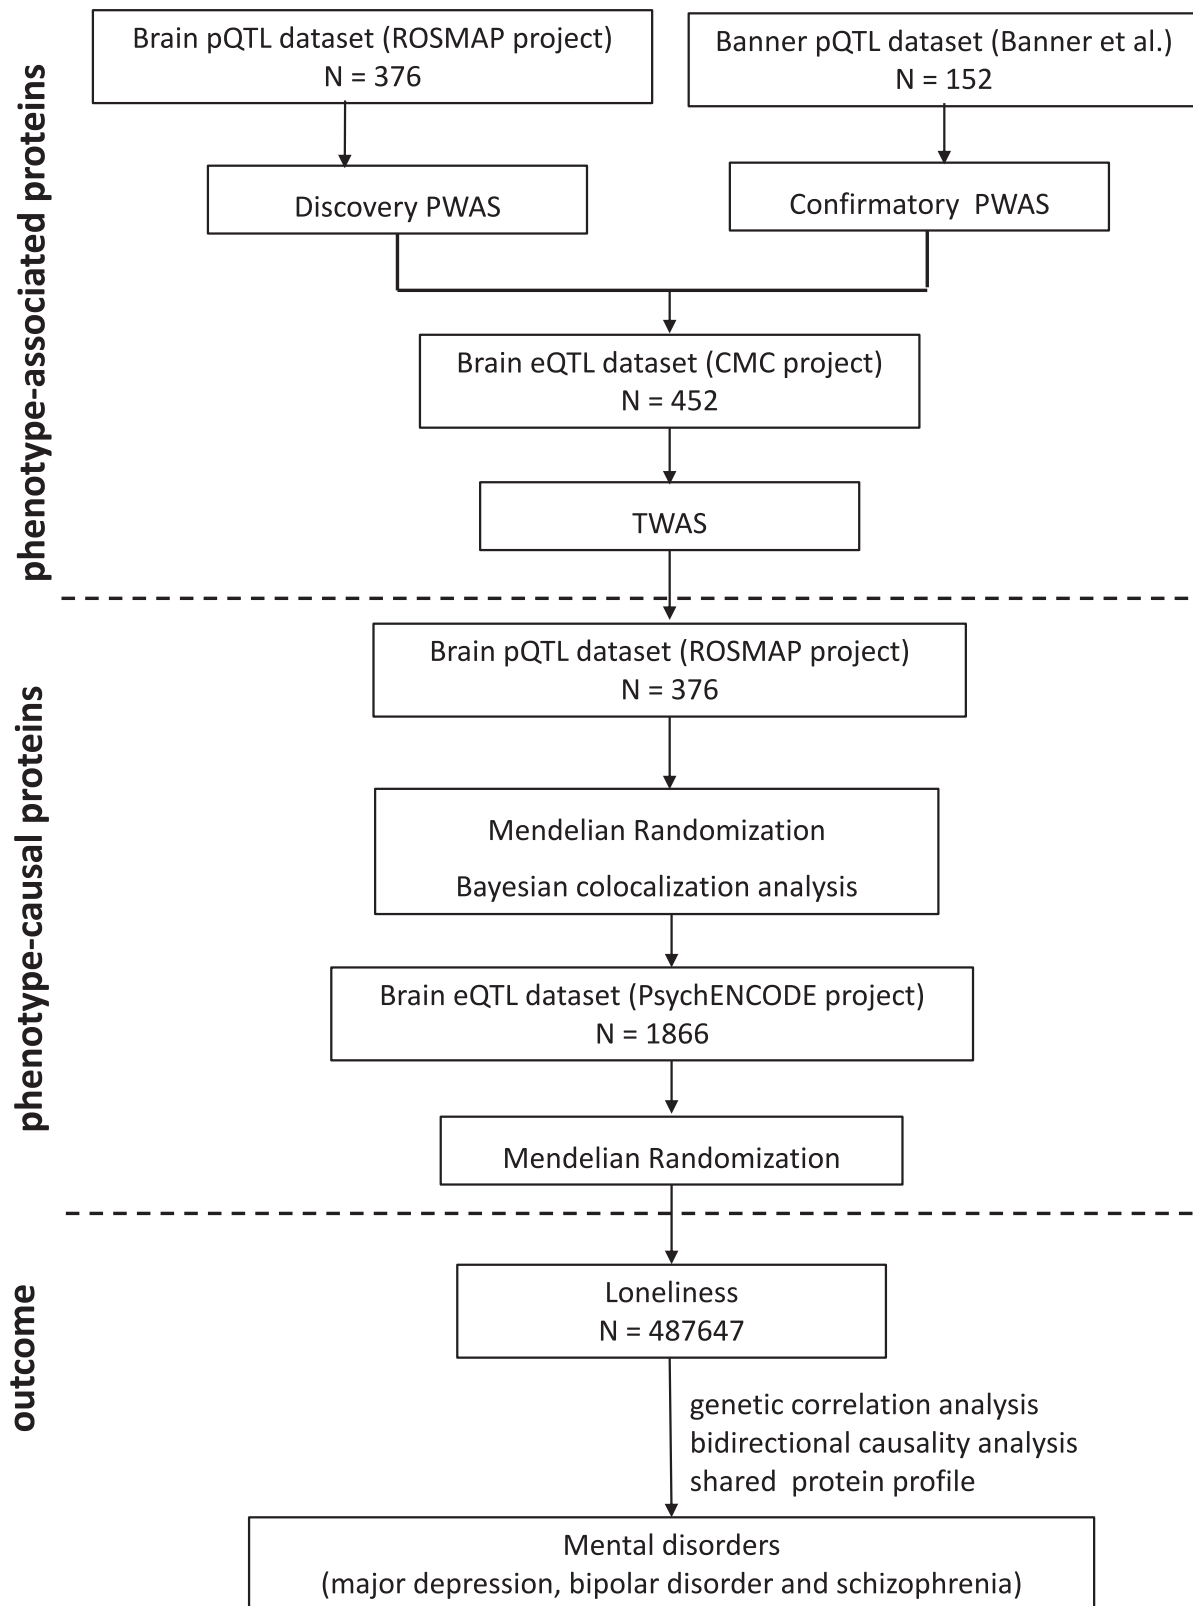 phenotype-associated proteins
Brain pQTL dataset (ROSMAP project)
N = 376
Banner pQTL dataset (Banner et al.)
N = 152
Discovery PWAS
Confirmatory PWAS
Brain eQTL dataset (CMC project)
N = 452
TWAS
phenotype-causal proteins
Brain pQTL dataset (ROSMAP project)
N = 376
Mendelian Randomization
Bayesian colocalization analysis
Brain eQTL dataset (PsychENCODE project)
N = 1866
Mendelian Randomization
outcome
Loneliness
N = 487647
genetic correlation analysis
bidirectional causality analysis
shared protein profile
Mental disorders
(major depression, bipolar disorder and schizophrenia)